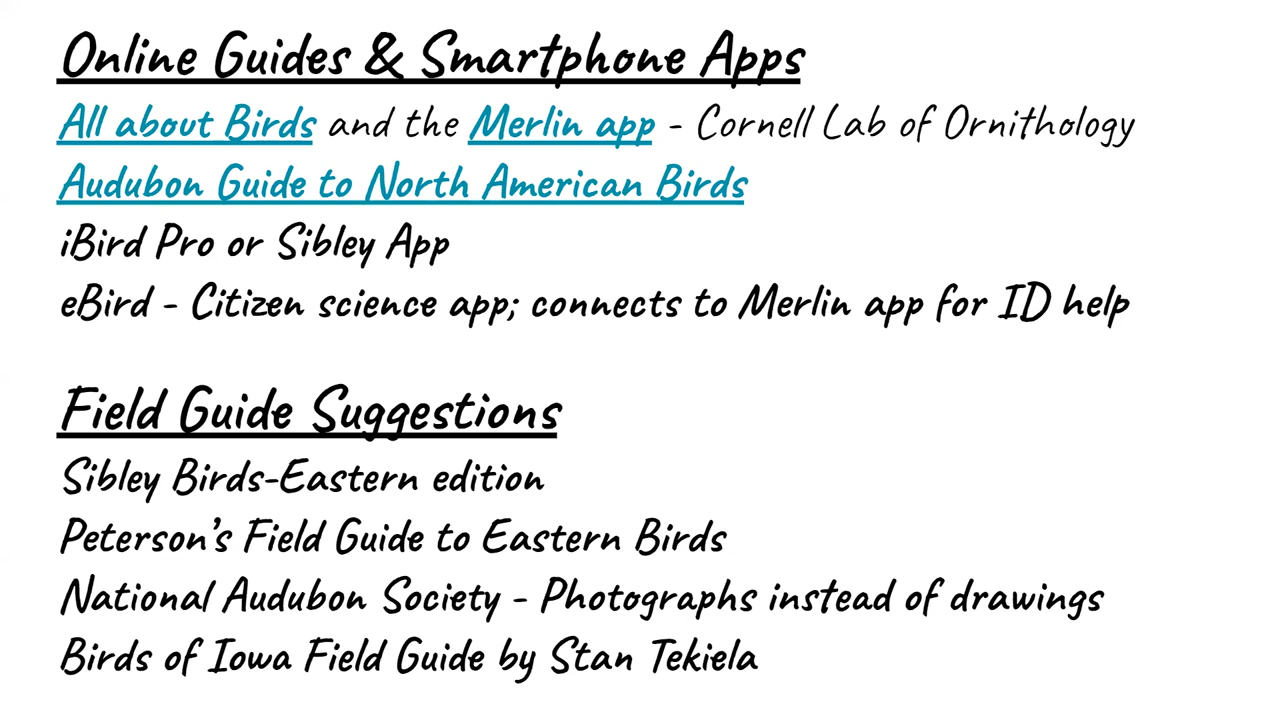 Online Guides & Smartphone Apps
All about Birds and the Merlin app - Cornell Lab of Ornithology
Audubon Guide to North American Birds
iBird Pro or Sibley App
eBird - Citizen science app; connects to Merlin app for ID help
Field Guide Suggestions
Sibley Birds-Eastern edition
Peterson’s Field Guide to Eastern Birds
National Audubon Society - Photographs instead of drawings
Birds of Iowa Field Guide by Stan Tekiela